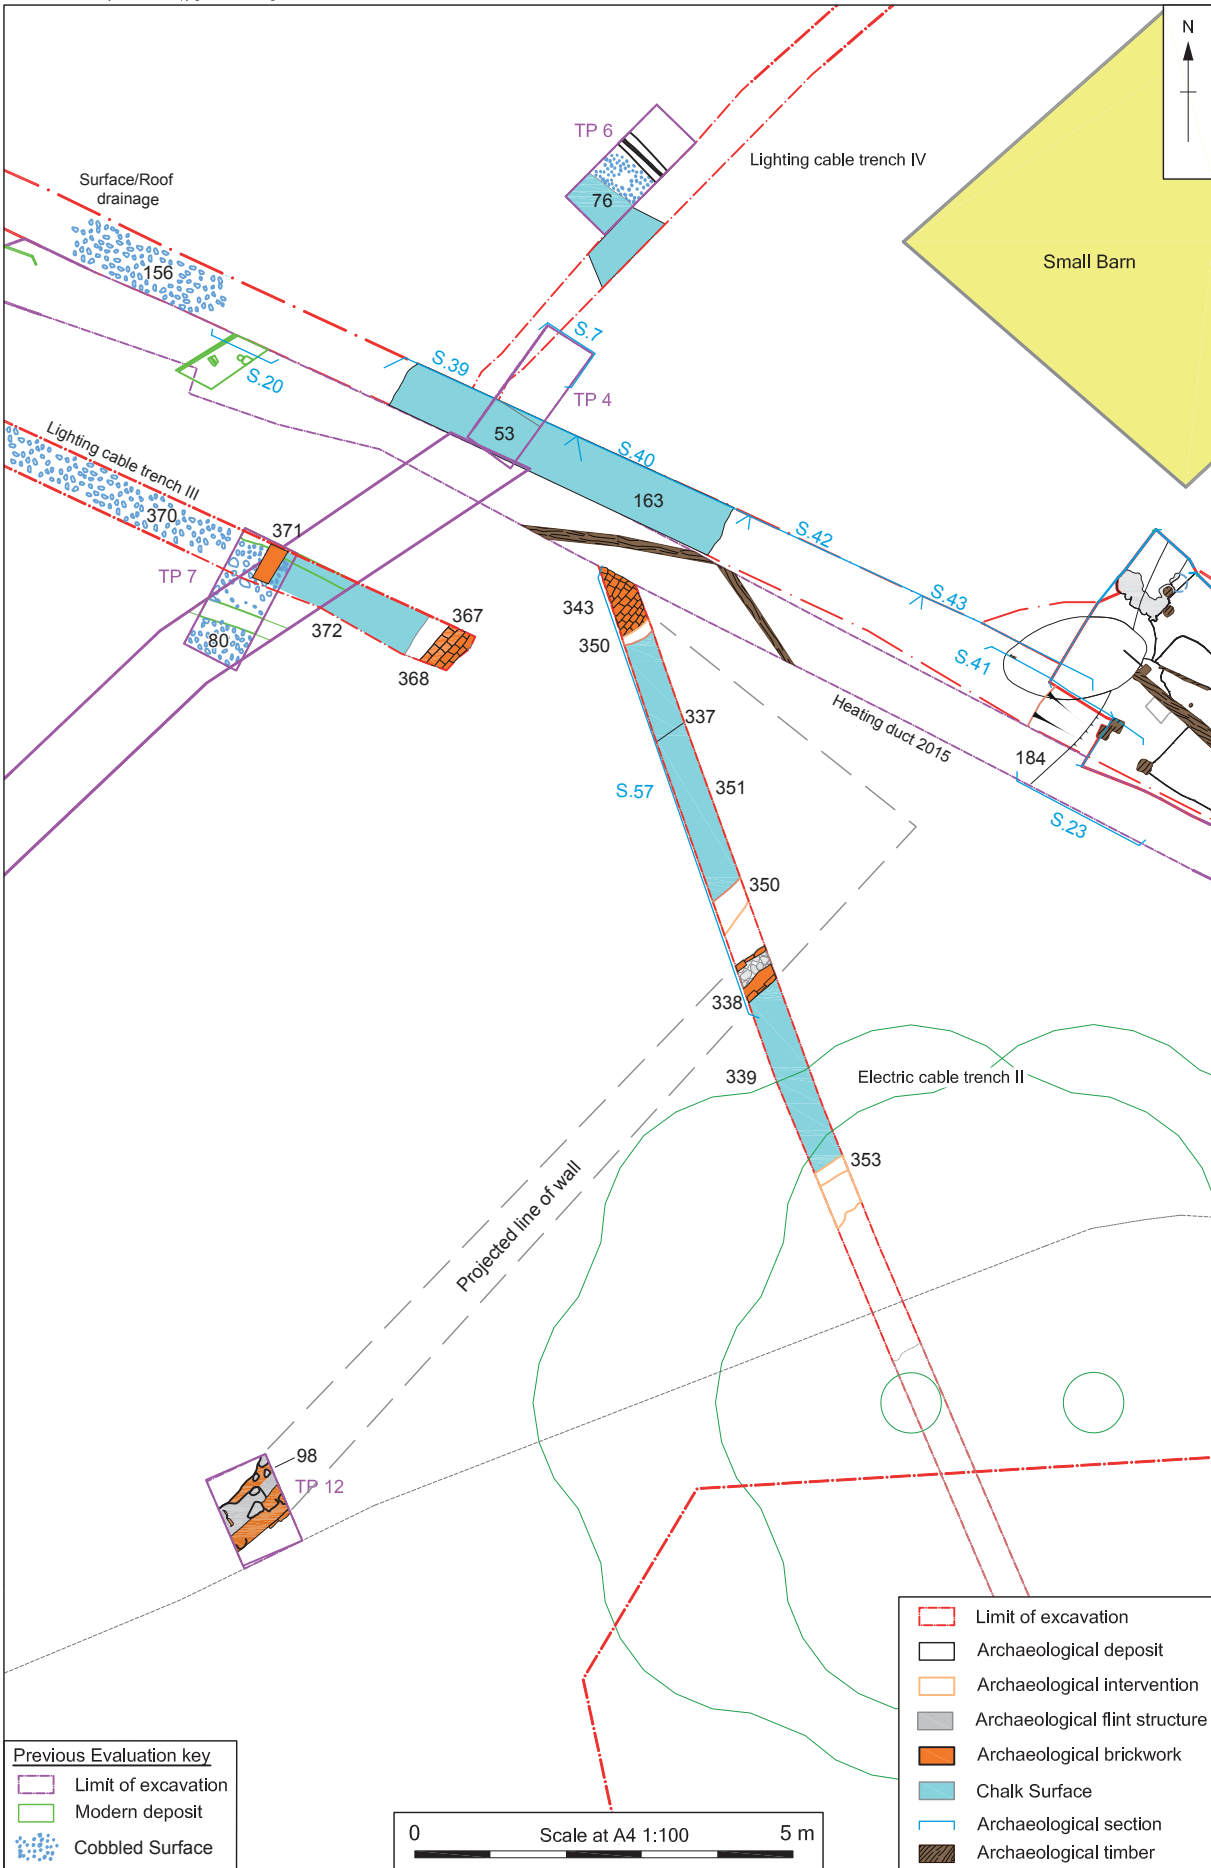 N
TP 6
Lighting cable trench IV
Surface/Roof
drainage
76
Small Barn
156
S.7
S.39
S.20
TP 4
53
S.40
Lighting cable trench III
163
370
371
S.42
TP 7
343
367
S.43
372
80
350
S.41
368
337
Heating duct 2015
184
351
S.57
S.23
350
338
339
Electric cable trench II
353
Projected line of wall
98
TP 12
Limit of excavation
Archaeological deposit
Archaeological intervention
Archaeological flint structure
Archaeological brickwork
Chalk Surface
Archaeological section
Archaeological timber
Previous Evaluation key
Limit of excavation
Modern deposit
Cobbled Surface
0 Scale at A4 1:100 5 m